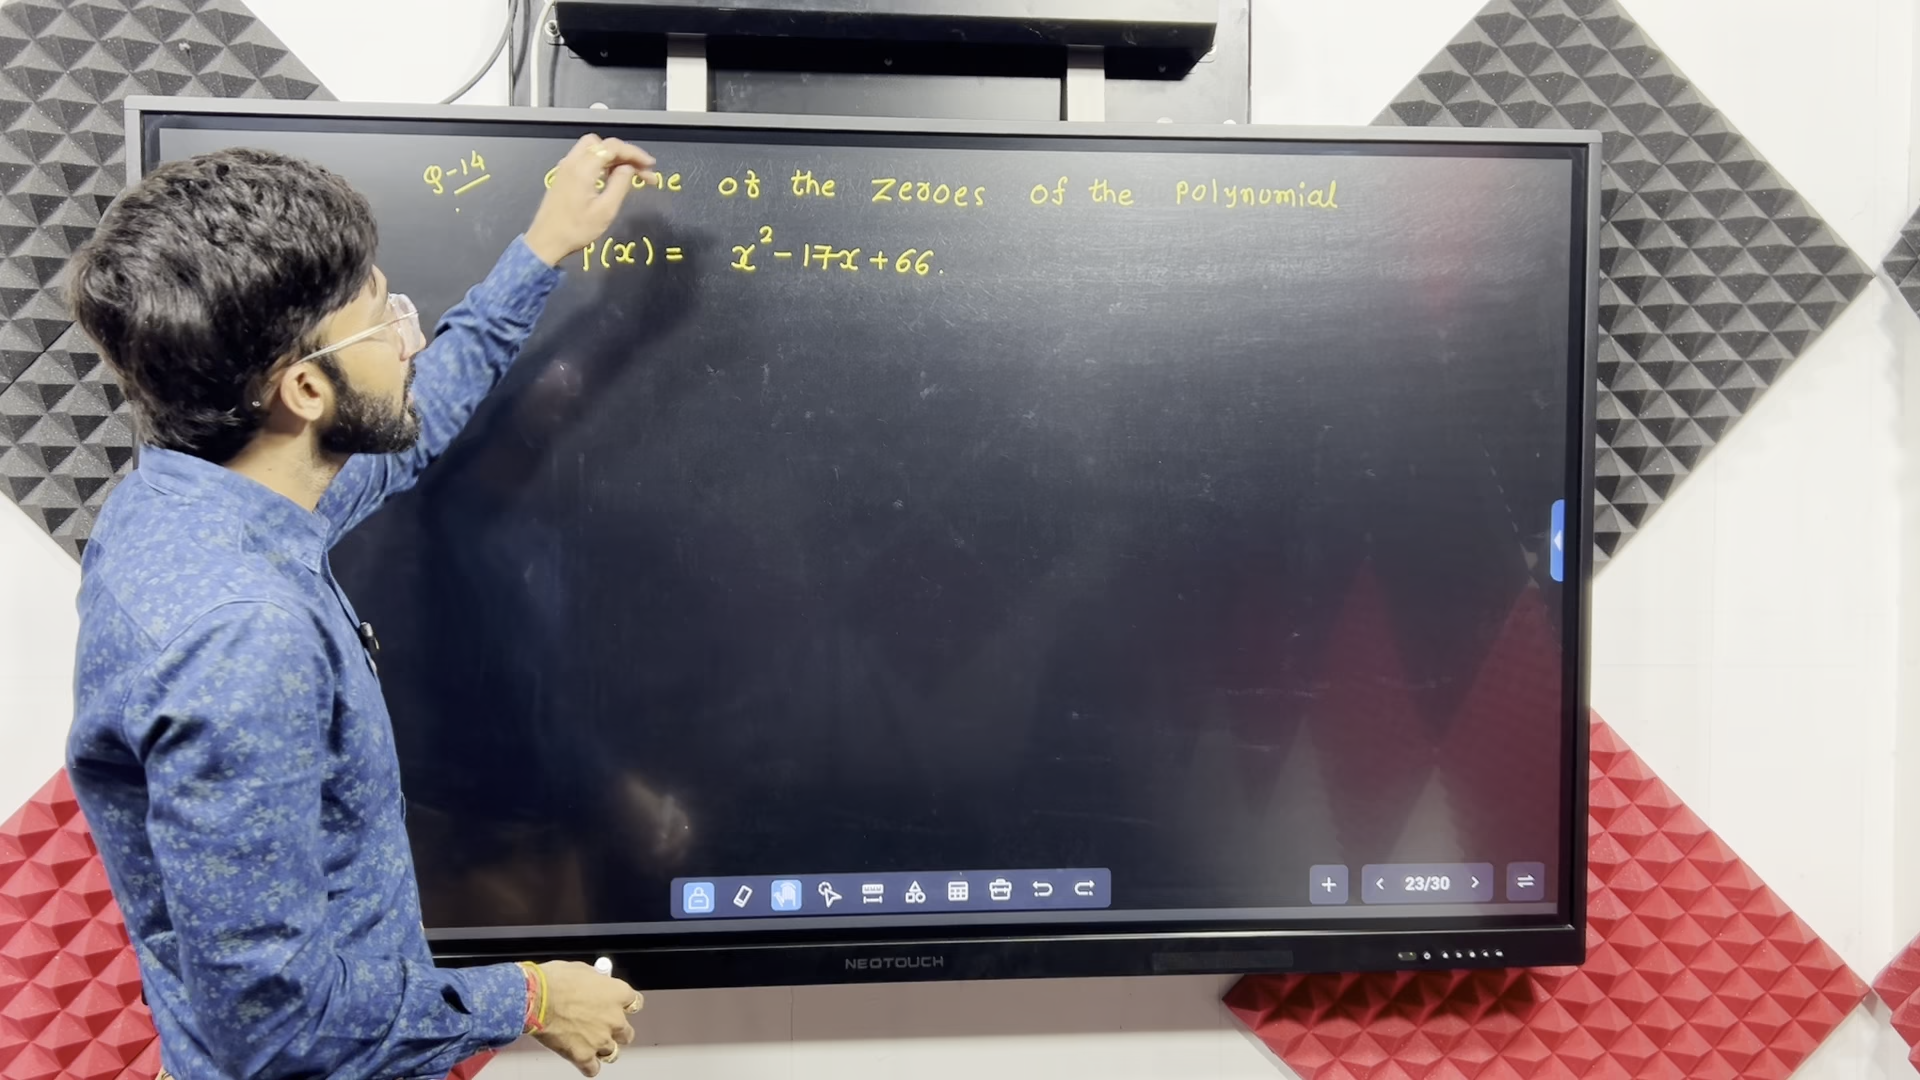 Q-14 one of the zeroes of the polynomial
P(x) = x² - 17x + 66.
23/30
NEOTOUCH